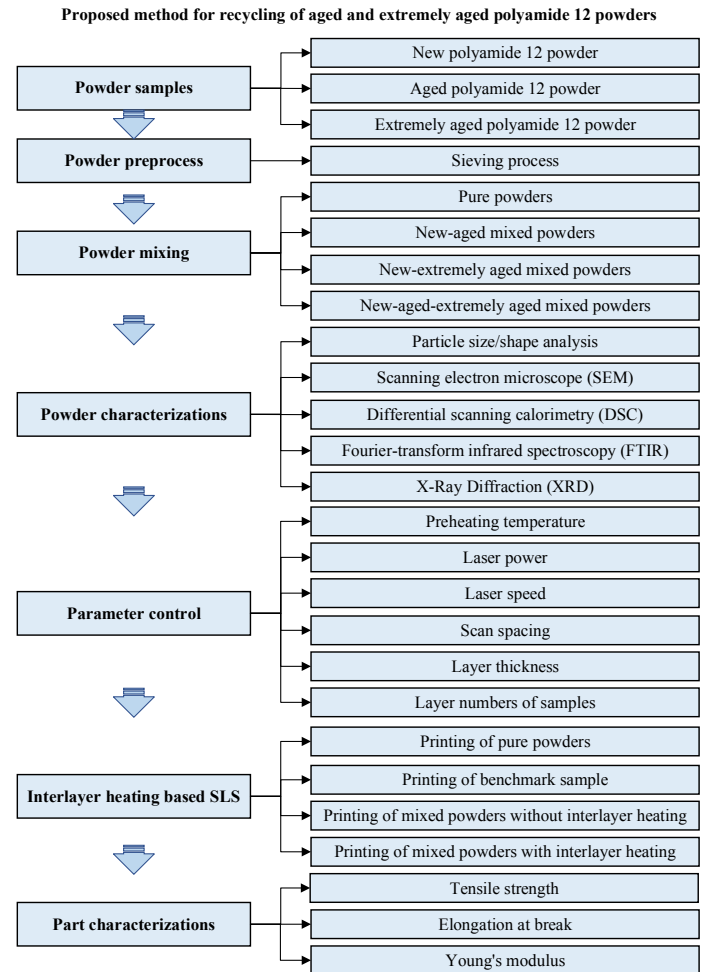 Proposed method for recycling of aged and extremely aged polyamide 12 powders
Powder samples
New polyamide 12 powder
Aged polyamide 12 powder
Extremely aged polyamide 12 powder
Powder preprocess
Sieving process
Powder mixing
Pure powders
New-aged mixed powders
New-extremely aged mixed powders
New-aged-extremely aged mixed powders
Powder characterizations
Particle size/shape analysis
Scanning electron microscope (SEM)
Differential scanning calorimetry (DSC)
Fourier-transform infrared spectroscopy (FTIR)
X-Ray Diffraction (XRD)
Parameter control
Preheating temperature
Laser power
Laser speed
Scan spacing
Layer thickness
Layer numbers of samples
Interlayer heating based SLS
Printing of pure powders
Printing of benchmark sample
Printing of mixed powders without interlayer heating
Printing of mixed powders with interlayer heating
Part characterizations
Tensile strength
Elongation at break
Young's modulus